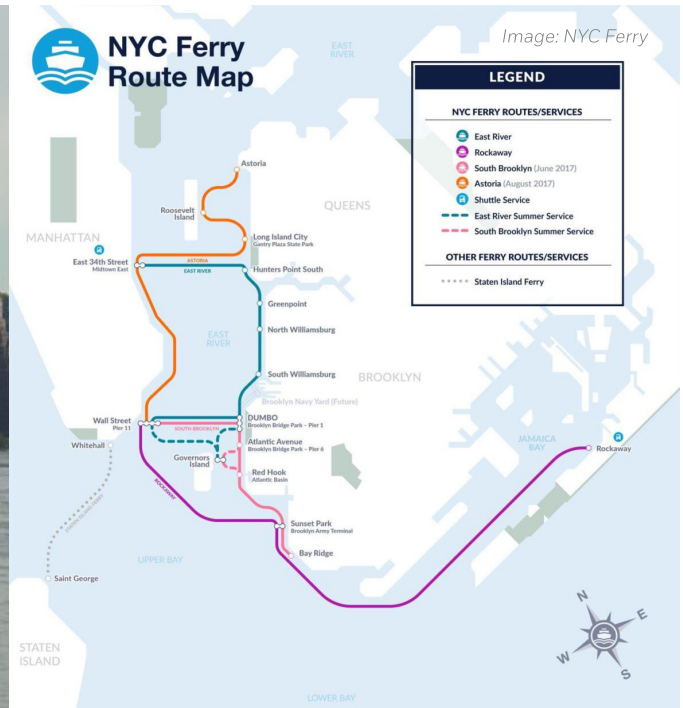 Image: NYC Ferry
NYC Ferry
Route Map
LEGEND
NYC FERRY ROUTES/SERVICES
East River
Rockaway
South Brooklyn (June 2017)
Astoria (August 2017)
Shuttle Service
East River Summer Service
South Brooklyn Summer Service
OTHER FERRY ROUTES/SERVICES
Staten Island Ferry
EAST
RIVER
Astoria
QUEENS
Roosevelt
Island
MANHATTAN
Long Island City
Gantry Plaza State Park
East 34th Street
Midtown East
ASTORIA
EAST RIVER
Hunters Point South
Greenpoint
EAST
RIVER
North Williamsburg
South Williamsburg
BROOKLYN
Brooklyn Navy Yard (Future)
Wall Street
Pier 11
DUMBO
Brooklyn Bridge Park - Pier 1
SOUTH BROOKLYN
Whitehall
Atlantic Avenue
Brooklyn Bridge Park - Pier 6
Governors
Island
Red Hook
Atlantic Basin
JAMAICA
BAY
Rockaway
ROCKAWAY
STATEN ISLAND FERRY
Sunset Park
Brooklyn Army Terminal
Bay Ridge
UPPER BAY
Saint George
STATEN
ISLAND
LOWER BAY
N
E
W
S